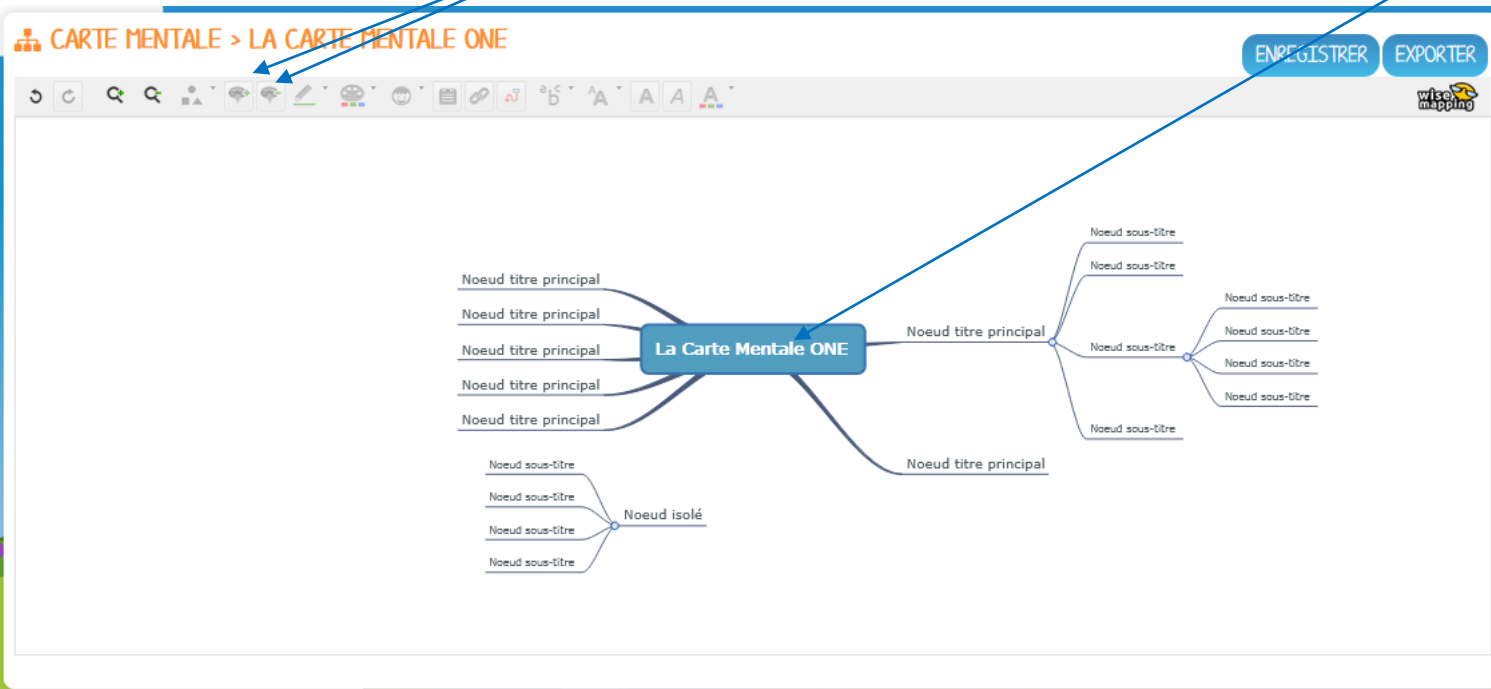 CARTE MENTALE > LA CARTE MENTALE ONE
ENREGISTRER
EXPORTER
wise mapping
Noeud titre principal
Noeud titre principal
Noeud titre principal
Noeud titre principal
Noeud titre principal
La Carte Mentale ONE
Noeud titre principal
Noeud sous-titre
Noeud sous-titre
Noeud sous-titre
Noeud sous-titre
Noeud sous-titre
Noeud sous-titre
Noeud sous-titre
Noeud sous-titre
Noeud titre principal
Noeud sous-titre
Noeud sous-titre
Noeud sous-titre
Noeud sous-titre
Noeud isolé